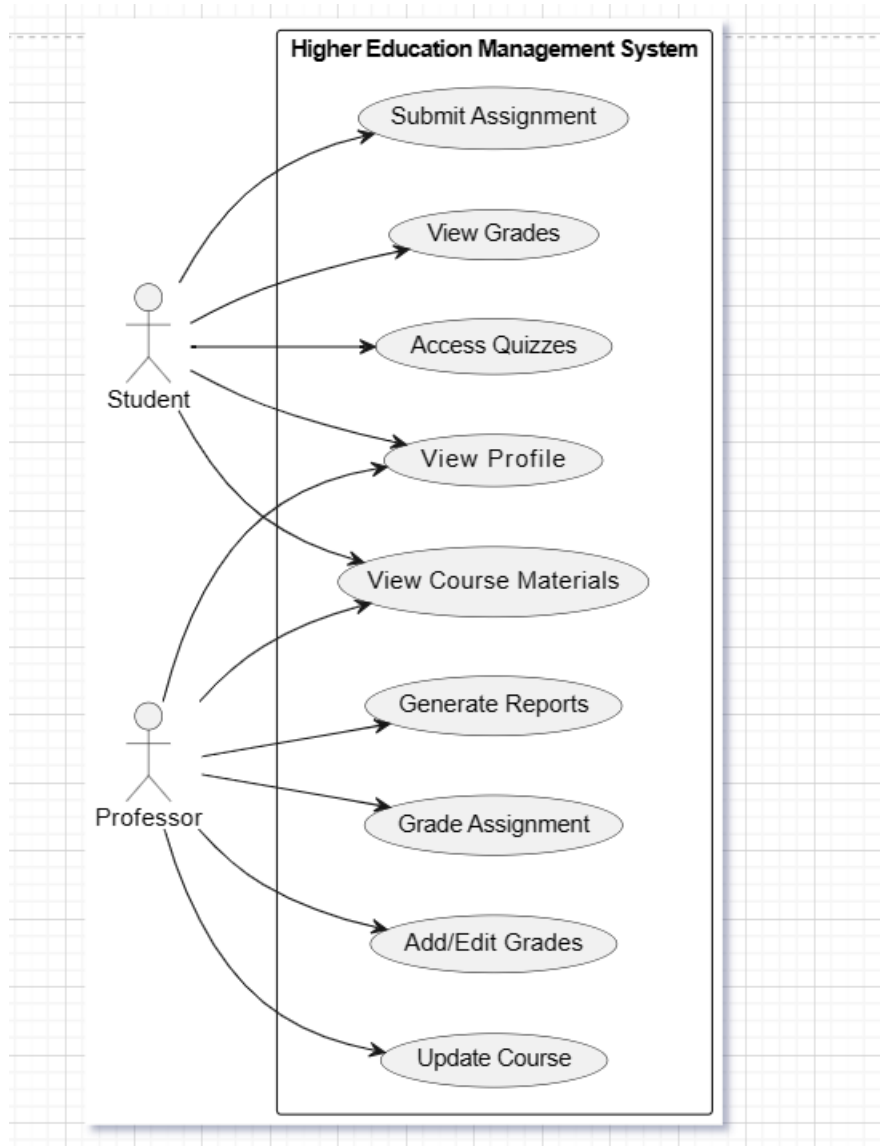 Higher Education Management System
Submit Assignment
View Grades
Access Quizzes
Student
View Profile
View Course Materials
Generate Reports
Professor
Grade Assignment
Add/Edit Grades
Update Course